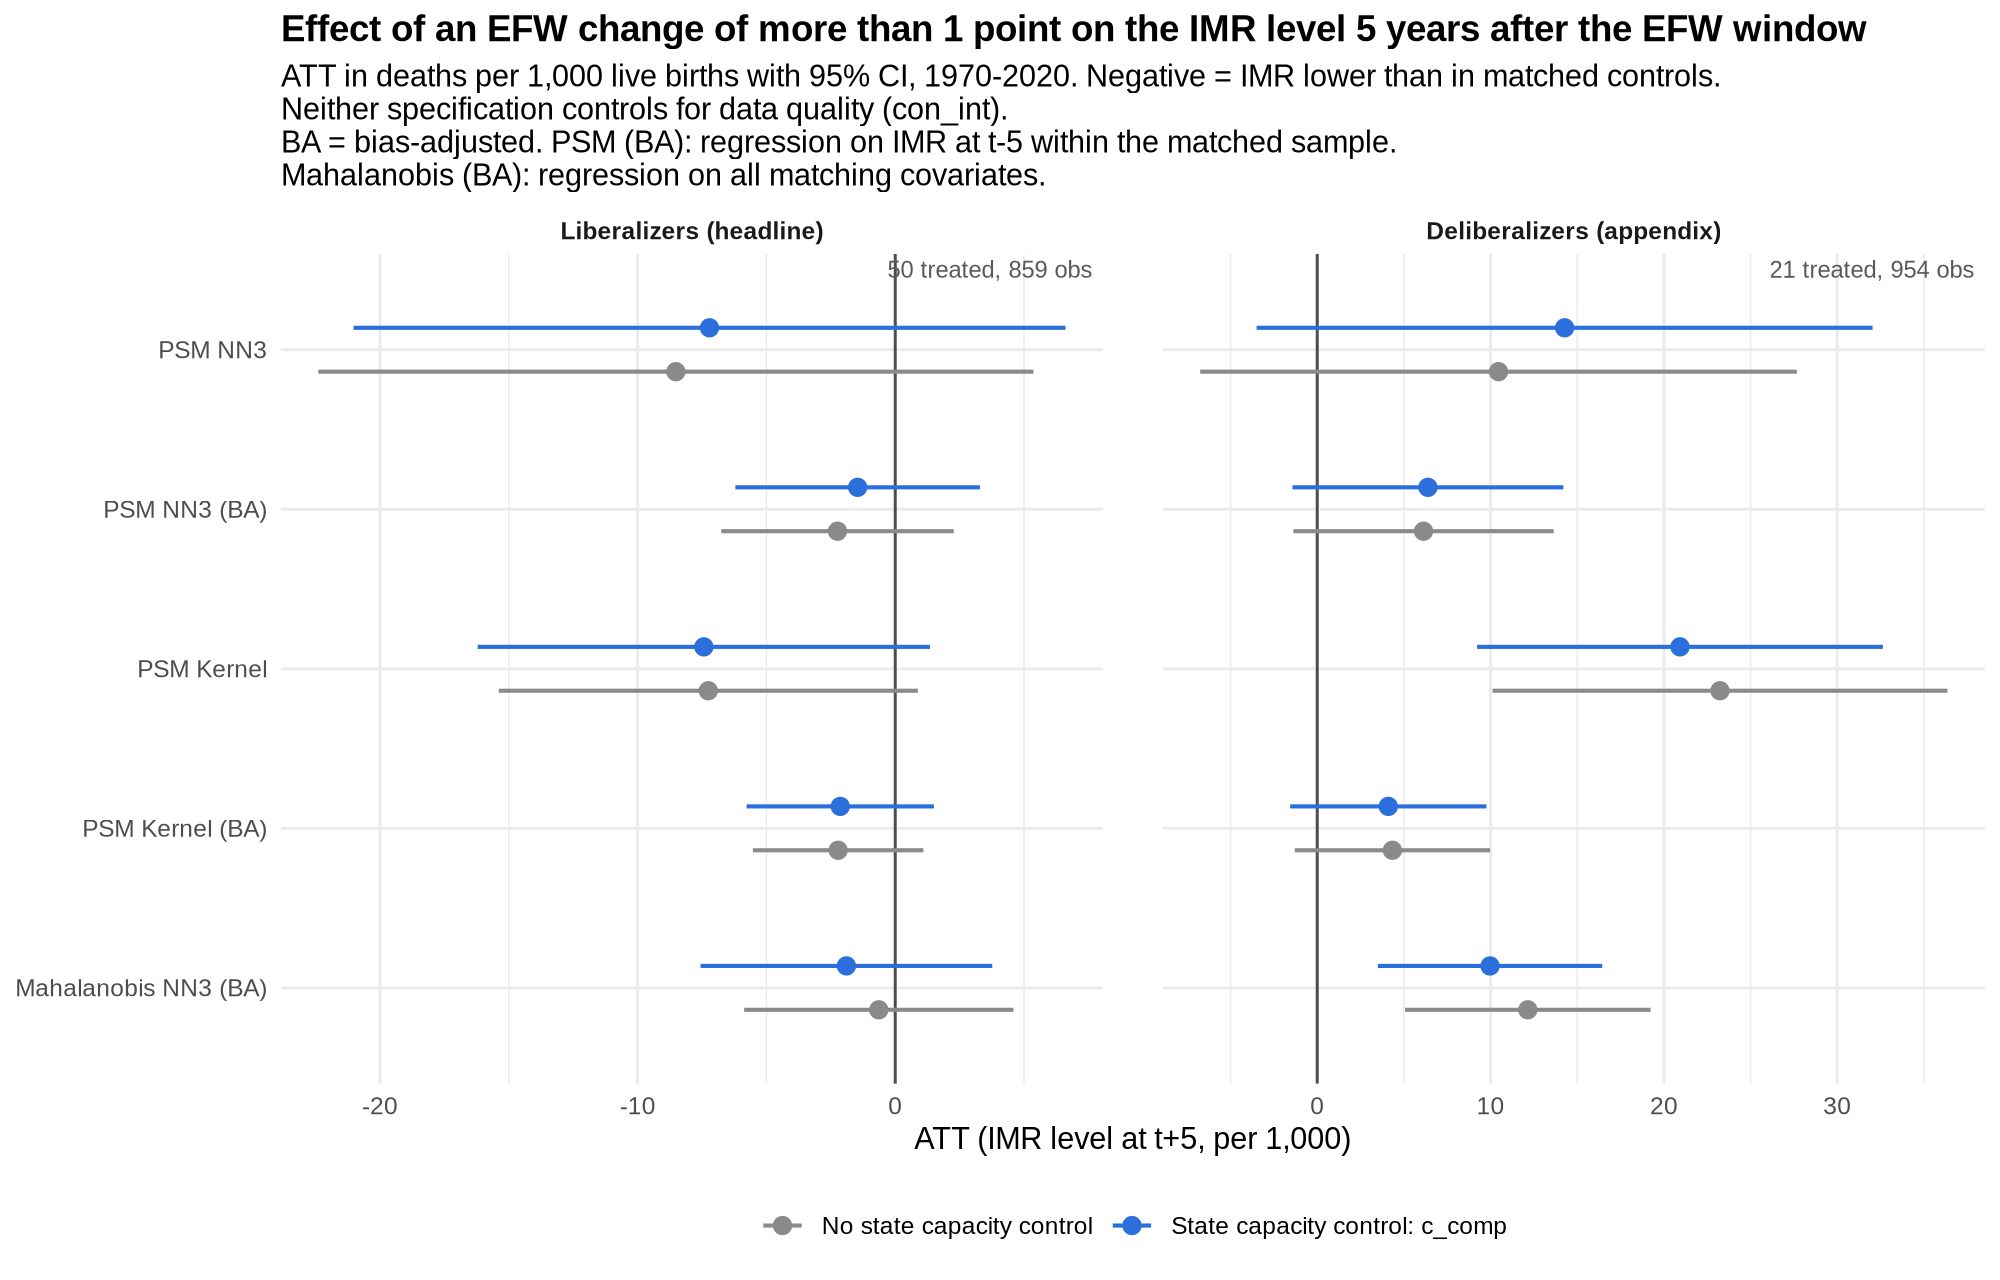 Effect of an EFW change of more than 1 point on the IMR level 5 years after the EFW window
ATT in deaths per 1,000 live births with 95% CI, 1970-2020. Negative = IMR lower than in matched controls.
Neither specification controls for data quality (con_int).
BA = bias-adjusted. PSM (BA): regression on IMR at t-5 within the matched sample.
Mahalanobis (BA): regression on all matching covariates.
Liberalizers (headline)
Deliberalizers (appendix)
50 treated, 859 obs
21 treated, 954 obs
PSM NN3
PSM NN3 (BA)
PSM Kernel
PSM Kernel (BA)
Mahalanobis NN3 (BA)
-20
-10
0
0
10
20
30
ATT (IMR level at t+5, per 1,000)
No state capacity control
State capacity control: c_comp